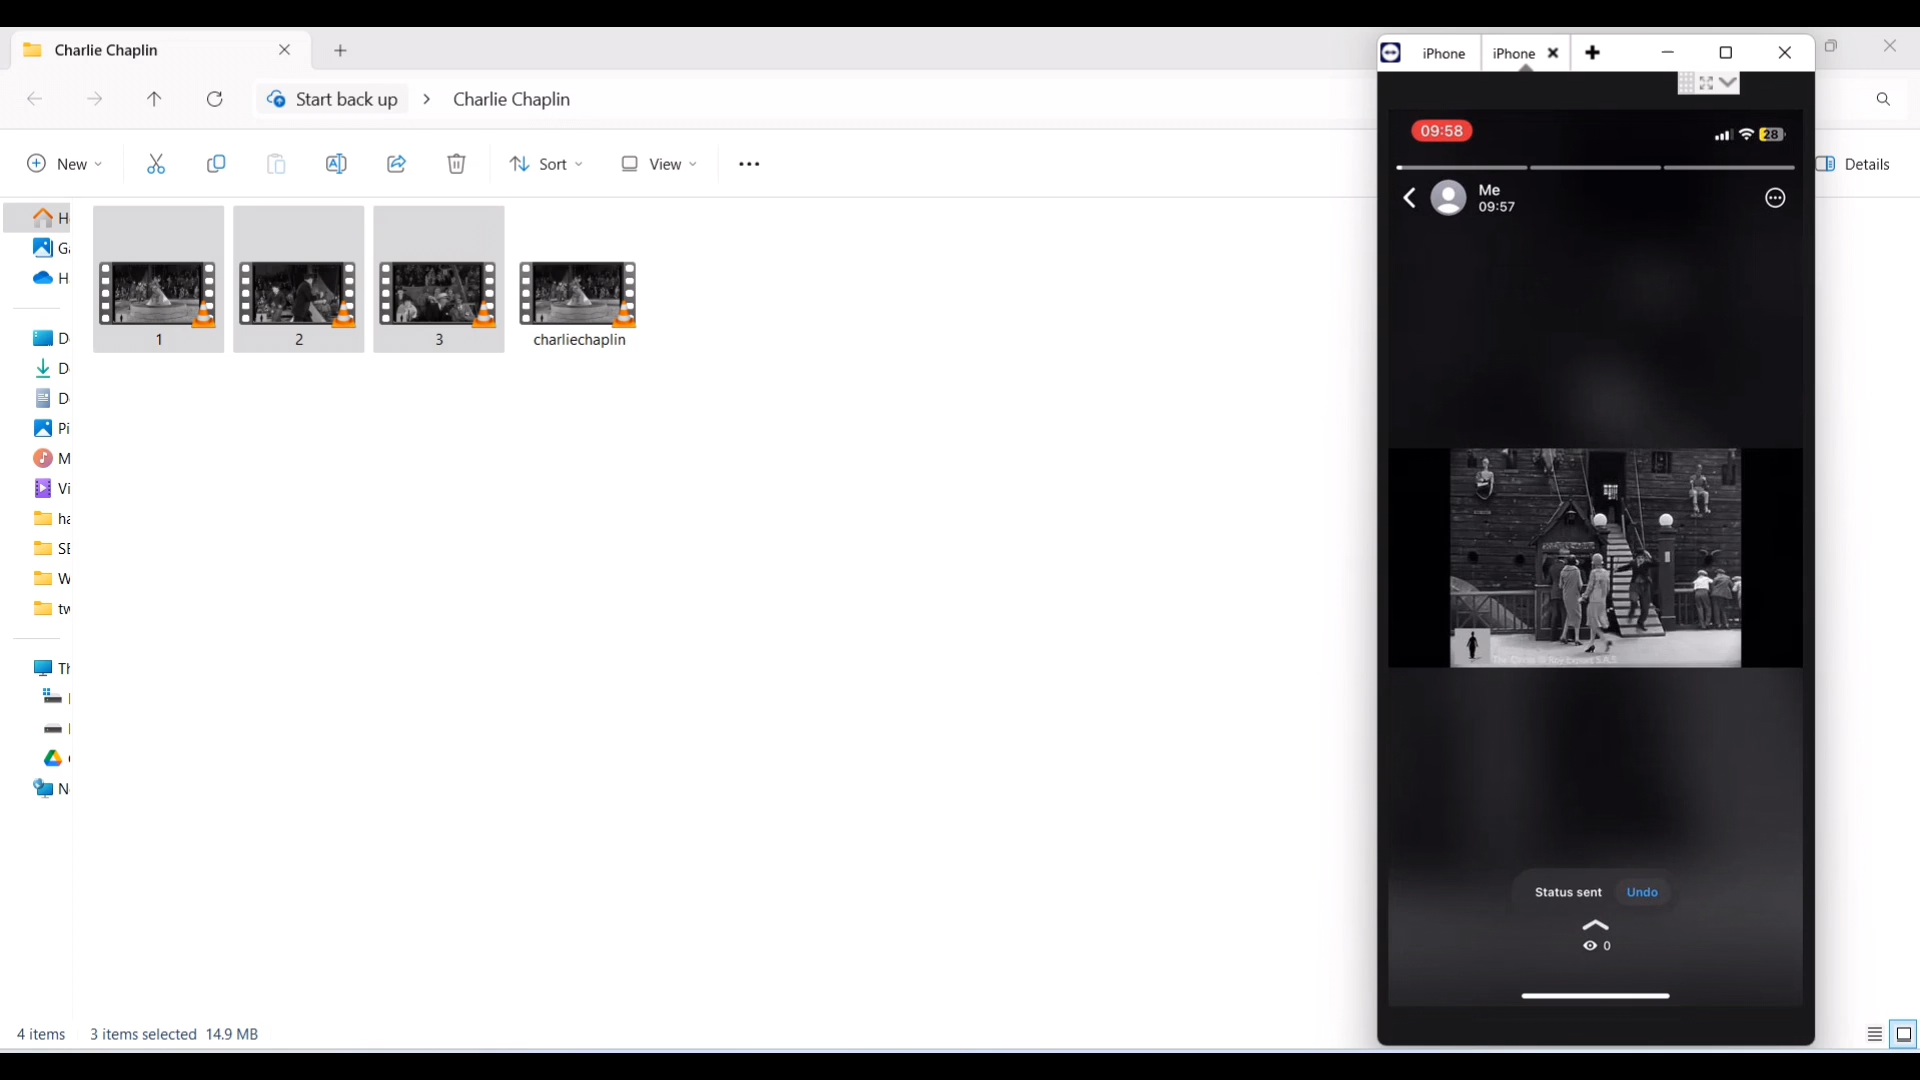 Charlie Chaplin
Start back up > Charlie Chaplin
New
Sort
View
Details
1
2
3
charliechaplin
4 items
3 items selected 14.9 MB
iPhone
iPhone
09:58
28
Me
09:57
Status sent
Undo
0